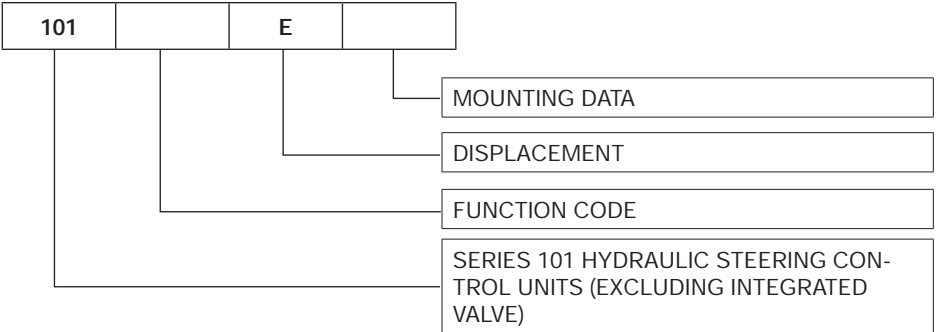 101 E
MOUNTING DATA
DISPLACEMENT
FUNCTION CODE
SERIES 101 HYDRAULIC STEERING CON-
TROL UNITS (EXCLUDING INTEGRATED
VALVE)